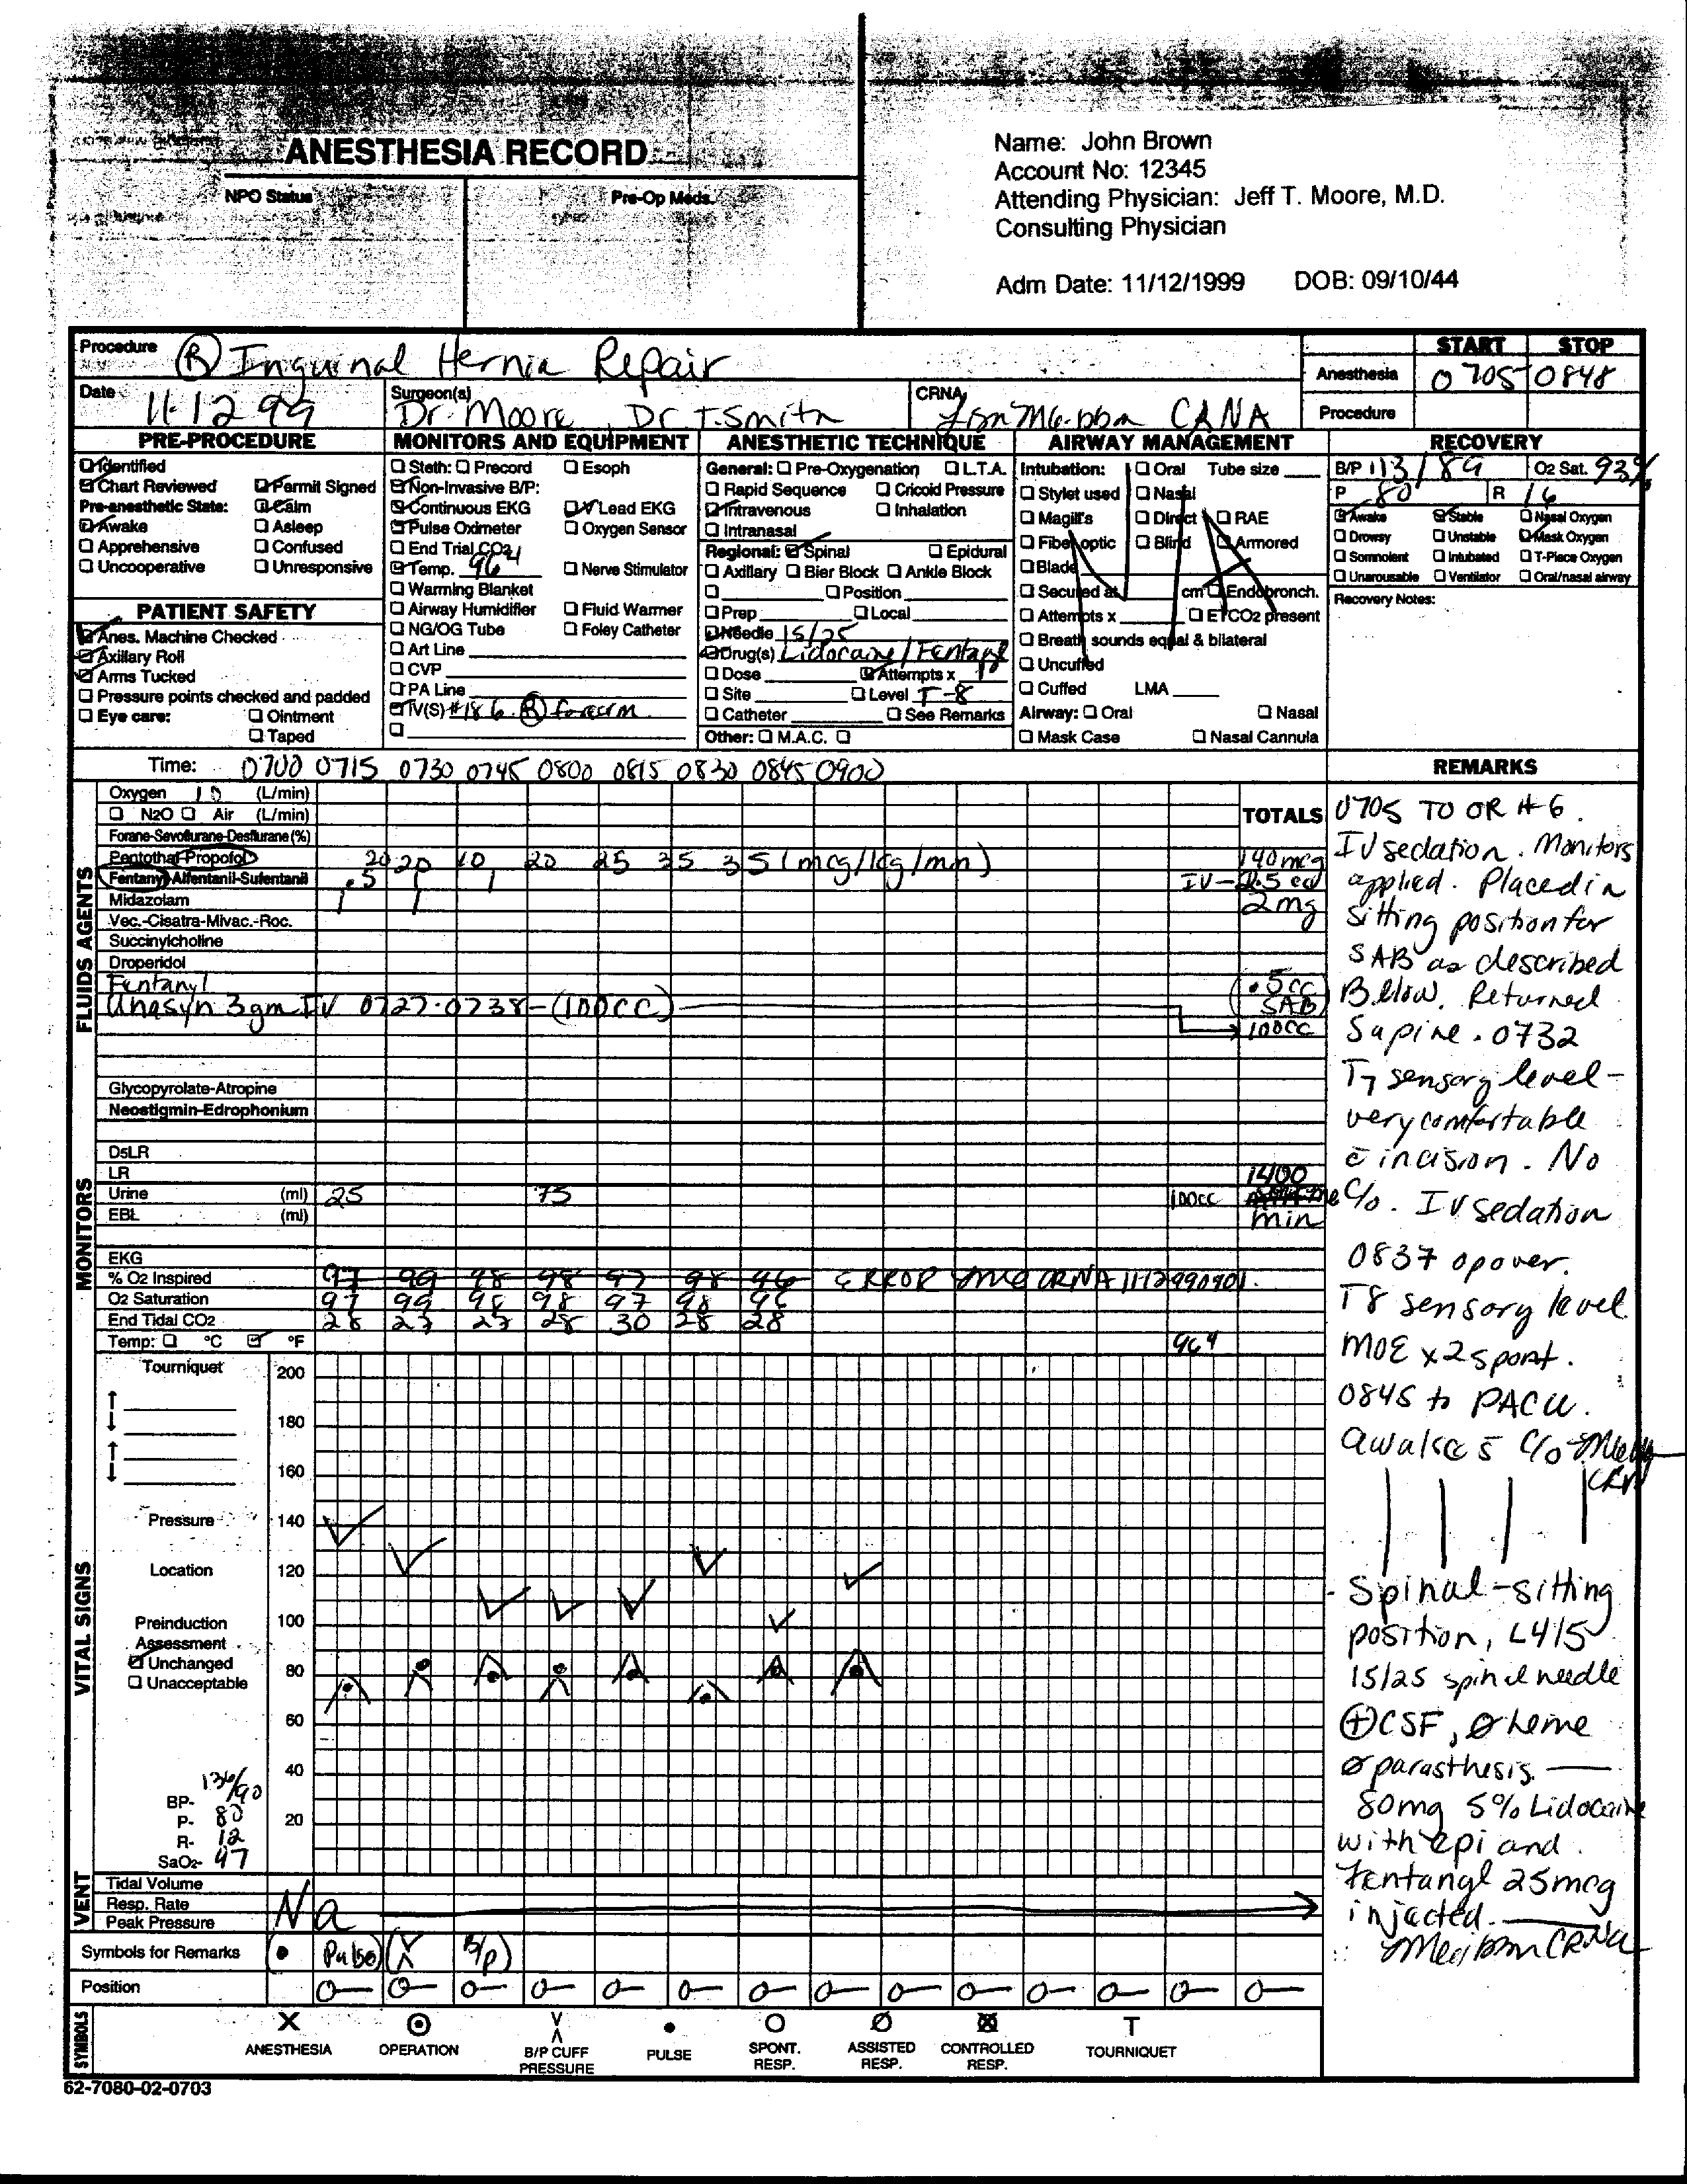 ANESTHESIA RECORD
NPO Status
Pre-Op Meds.
Name: John Brown
Account No: 12345
Attending Physician: Jeff T. Moore, M.D.
Consulting Physician
Adm Date: 11/12/1999 DOB: 09/10/44
Procedure (R) Inguinal Hernia Repair
START STOP
Anesthesia 0705 0848
Date 11-12 99
Surgeon(s) Dr. Moore, Dr T. Smith
CRNA CRNA
Procedure
PRE-PROCEDURE
☑ Identified
☑ Chart Reviewed ☑ Permit Signed
Pre-anesthetic State: ☑ Calm
☑ Awake ☐ Asleep
☐ Apprehensive ☐ Confused
☐ Uncooperative ☐ Unresponsive
PATIENT SAFETY
☑ Anes. Machine Checked
☑ Axillary Roll
☑ Arms Tucked
☐ Pressure points checked and padded
☐ Eye care: ☐ Ointment
☐ Taped
MONITORS AND EQUIPMENT
☐ Steth: ☐ Precord ☐ Esoph
☑ Non-Invasive B/P:
☑ Continuous EKG ☑ V Lead EKG
☑ Pulse Oximeter ☐ Oxygen Sensor
☐ End Trial CO2
☑ Temp. 96⁴ ☐ Nerve Stimulator
☐ Warming Blanket
☐ Airway Humidifier ☐ Fluid Warmer
☐ NG/OG Tube ☐ Foley Catheter
☐ Art Line
☐ CVP
☐ PA Line
☑ IV(S) #18 G. (R) forearm
☐
ANESTHETIC TECHNIQUE
General: ☐ Pre-Oxygenation ☐ L.T.A.
☐ Rapid Sequence ☐ Cricoid Pressure
☑ Intravenous ☐ Inhalation
☐ Intranasal
Regional: ☑ Spinal ☐ Epidural
☐ Axillary ☐ Bier Block ☐ Ankle Block
☐ ☐ Position
☐ Prep ☐ Local
☑ Needle 15/25
☑ Drug(s) Lidocaine/Fentanyl
☐ Dose ☑ Attempts x 1
☐ Site ☐ Level T-8
☐ Catheter ☐ See Remarks
Other: ☐ M.A.C. ☐
AIRWAY MANAGEMENT
Intubation: ☐ Oral Tube size
☐ Stylet used ☐ Nasal
☐ Magill's ☐ Direct ☐ RAE
☐ Fiber optic ☐ Blind ☐ Armored
☐ Blade
☐ Secured at cm ☐ Endobronch.
☐ Attempts x ☐ ETCO2 present
☐ Breath sounds equal & bilateral
☐ Uncuffed
☐ Cuffed LMA
Airway: ☐ Oral ☐ Nasal
☐ Mask Case ☐ Nasal Cannula
N/A
RECOVERY
B/P 113/89 O2 Sat. 93%
P 80 R 16
☑ Awake ☑ Stable ☐ Nasal Oxygen
☐ Drowsy ☐ Unstable ☑ Mask Oxygen
☐ Somnolent ☐ Intubated ☐ T-Piece Oxygen
☐ Unarousable ☐ Ventilator ☐ Oral/nasal airway
Recovery Notes:
Time: 0700 0715 0730 0745 0800 0815 0830 0845 0900
FLUIDS AGENTS
Oxygen 10 (L/min)
☐ N2O ☐ Air (L/min) TOTALS
Forane-Sevoflurane-Desflurane (%)
Pentothal-Propofol 20 20 10 20 25 35 35 (mcg/kg/min) 140 mcg
Fentanyl-Alfentanil-Sufentanil .5 1 1 IV- 2.5 cc
Midazolam 1 1 2mg
Vec.-Cisatra-Mivac.-Roc.
Succinylcholine
Droperidol
Fentanyl (.5cc SAB)
Unasyn 3gm IV 0727-0738-(100cc) 100cc
Glycopyrolate-Atropine
Neostigmin-Edrophonium
MONITORS
D5LR
LR 1400
Urine (ml) 25 75 100cc
EBL (ml) min
EKG
% O2 Inspired 97 99 98 98 97 98 96 ERROR CRNA 11-12 99 0901.
O2 Saturation 97 99 98 98 97 98 96
End Tidal CO2 28 27 27 28 30 28 28
Temp: ☐ °C ☑ °F 96⁴
VITAL SIGNS
Tourniquet
200
180
160
Pressure 140
Location 120
Preinduction 100
Assessment
☑ Unchanged 80
☐ Unacceptable
60
40
20
BP- 136/90
P- 80
R- 12
SaO2- 97
VENT
Tidal Volume
Resp. Rate Na
Peak Pressure
Symbols for Remarks (• Pulse) ( B/P)
Position
SYMBOLS
X ANESTHESIA
⊙ OPERATION
B/P CUFF PRESSURE
• PULSE
O SPONT. RESP.
Ø ASSISTED RESP.
CONTROLLED RESP.
T TOURNIQUET
62-7080-02-0703
REMARKS
0705 TO OR #6.
IV sedation. Monitors
applied. Placed in
sitting position for
SAB as described
Bellow. Returned
Supine. 0732
T7 sensory level -
very comfortable
c̄ incision. No
c/o. IV sedation
0837 op over.
T8 sensory level
MOE x2 spont.
0845 to PACU.
awake s̄ c/o
CRNA
- Spinal - sitting
position, L4/5
15/25 spinal needle
⊕ CSF, Ø heme
Ø parasthesis.
80mg 5% Lidocaine
with epi and
Fentanyl 25mcg
injected.
CRNA